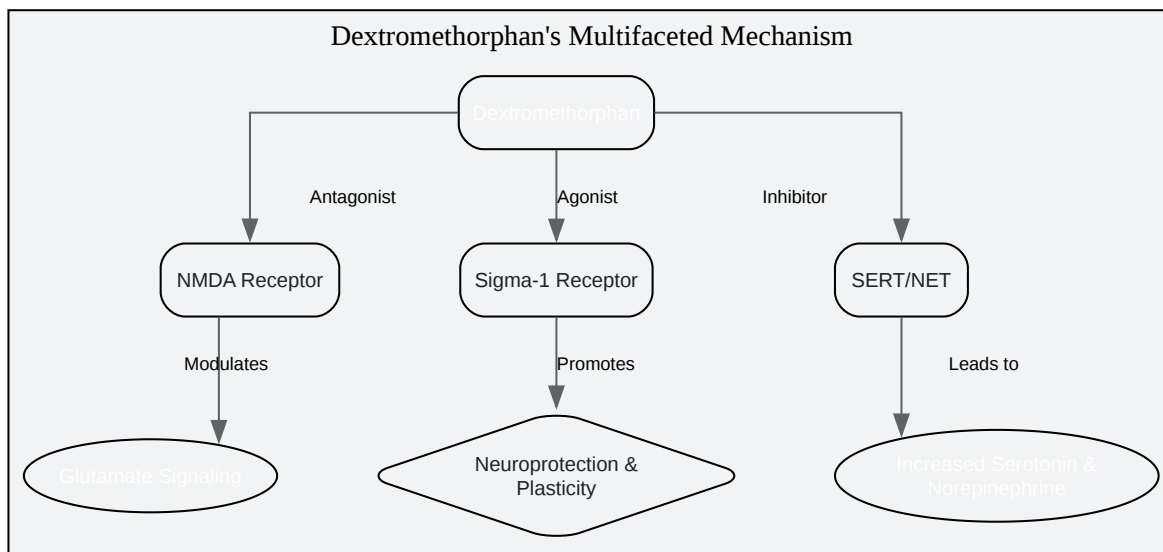 Dextromethorphan's Multifaceted Mechanism
Dextromethorphan
Antagonist
Agonist
Inhibitor
NMDA Receptor
Sigma-1 Receptor
SERT/NET
Modulates
Promotes
Leads to
Glutamate Signaling
Neuroprotection &
Plasticity
Increased Serotonin &
Norepinephrine